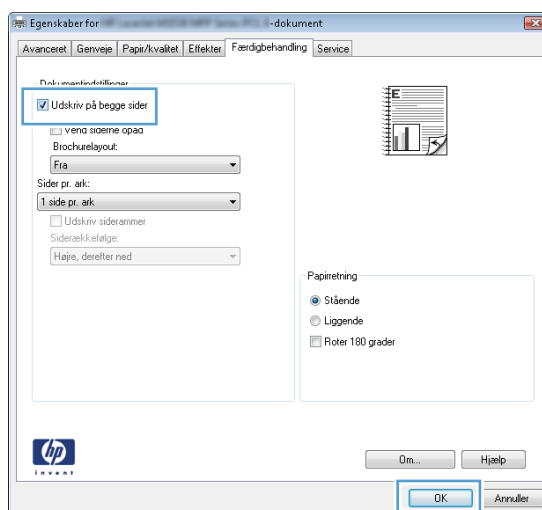 Egenskaber for -dokument
Avanceret Genveje Papir/kvalitet Effekter Færdigbehandling Service
Dokumentindstillinger
Udskriv på begge sider
Vend siderne opad
Brochurelayout:
Fra
Sider pr. ark:
1 side pr. ark
Udskriv siderammer
Siderækkefølge:
Højre, derefter ned
E
Papirretning
Stående
Liggende
Roter 180 grader
hp
invent
Om... Hjælp
OK Annuller